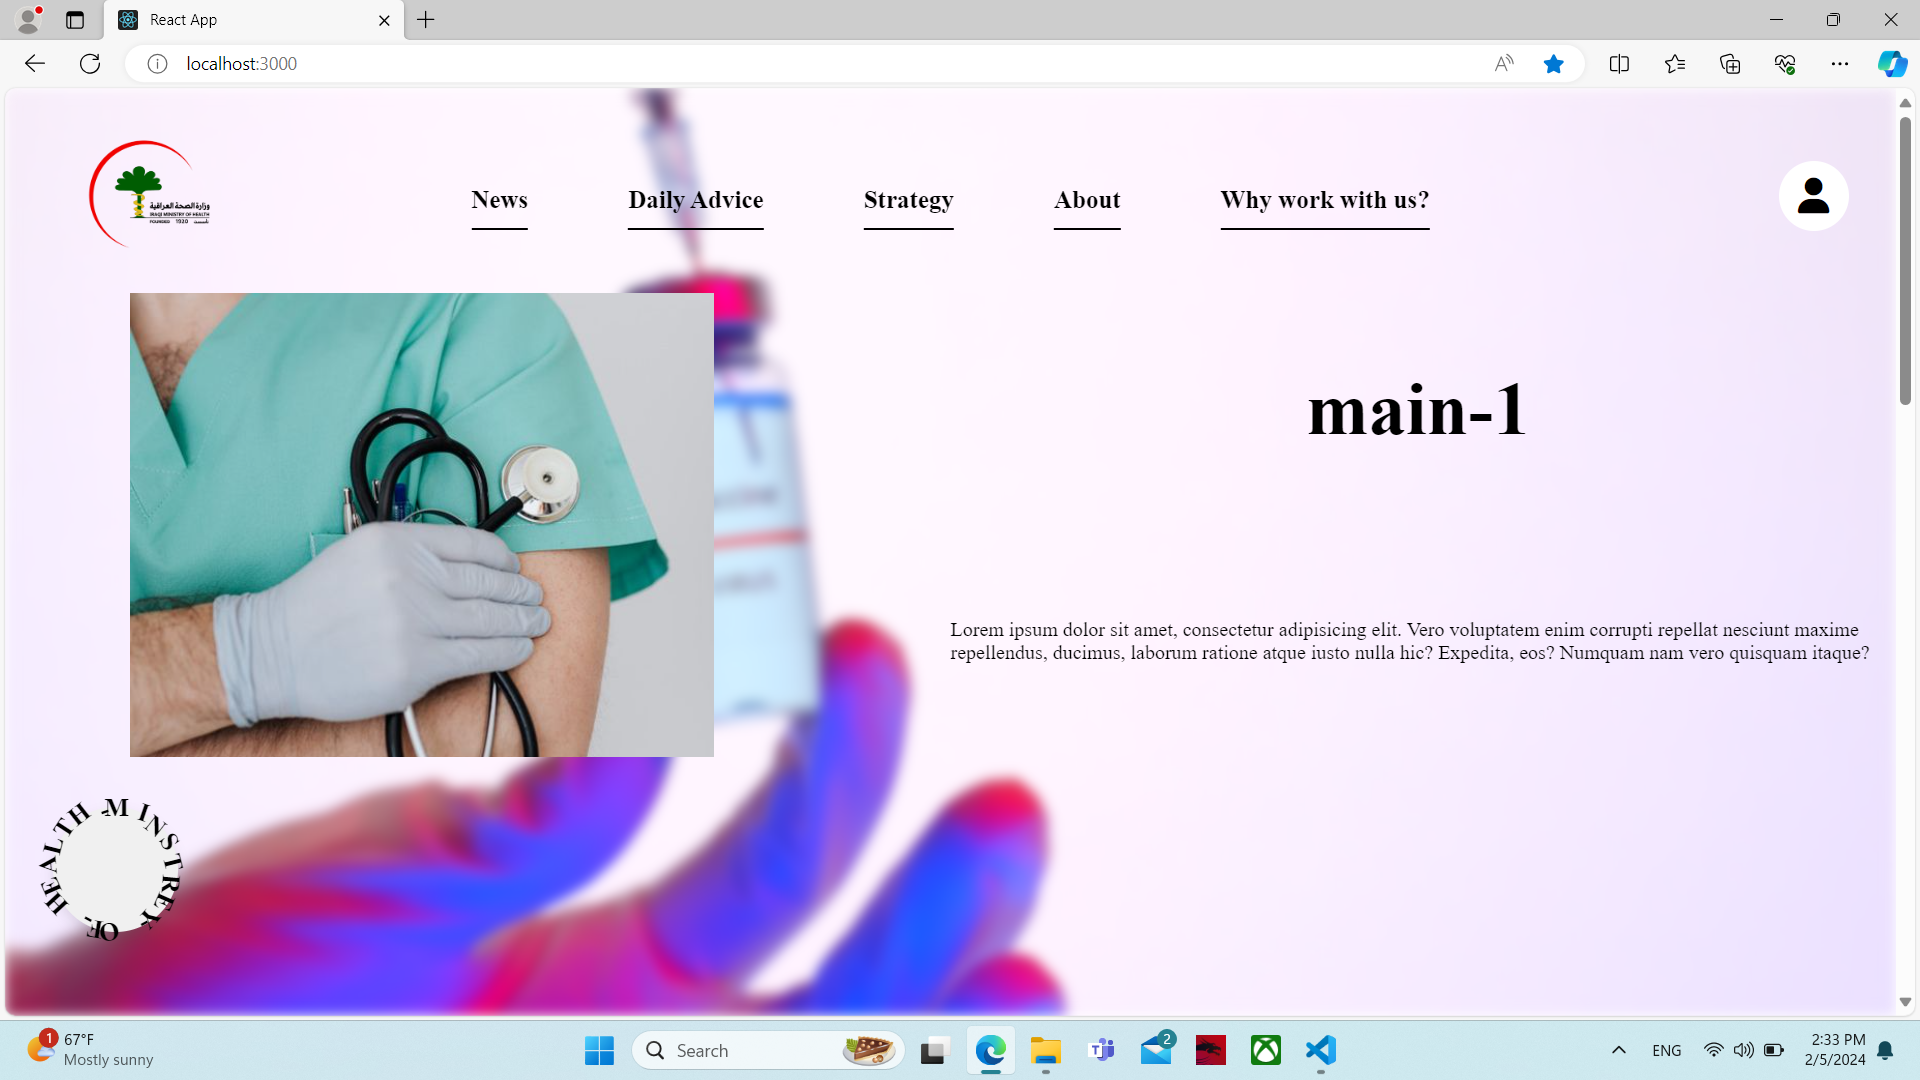 React App
localhost:3000
وزارة الصحة العراقية
IRAQI MINISTRY OF HEALTH
FOUNDED 1920 تأسست
News
Daily Advice
Strategy
About
Why work with us?
main-1
Lorem ipsum dolor sit amet, consectetur adipisicing elit. Vero voluptatem enim corrupti repellat nesciunt maxime
repellendus, ducimus, laborum ratione atque iusto nulla hic? Expedita, eos? Numquam nam vero quisquam itaque?
M INSTREY - OF - HEALTH -
1
67°F
Mostly sunny
Search
2
ENG
2:33 PM
2/5/2024